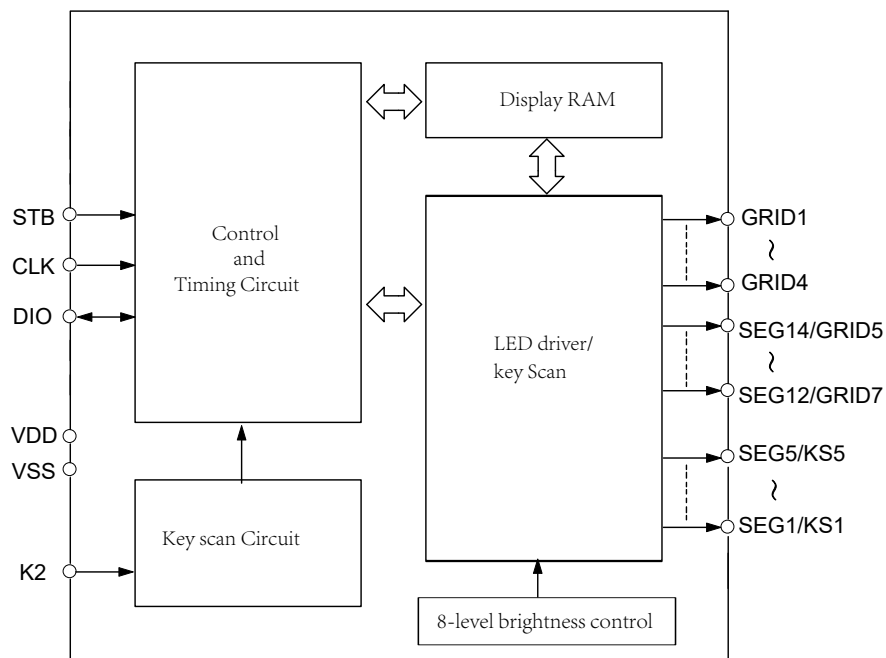 Display RAM
Control
and
Timing Circuit
STB
CLK
DIO
VDD
VSS
K2
Key scan Circuit
LED driver/
key Scan
8-level brightness control
GRID1
~
GRID4
SEG14/GRID5
~
SEG12/GRID7
SEG5/KS5
~
SEG1/KS1